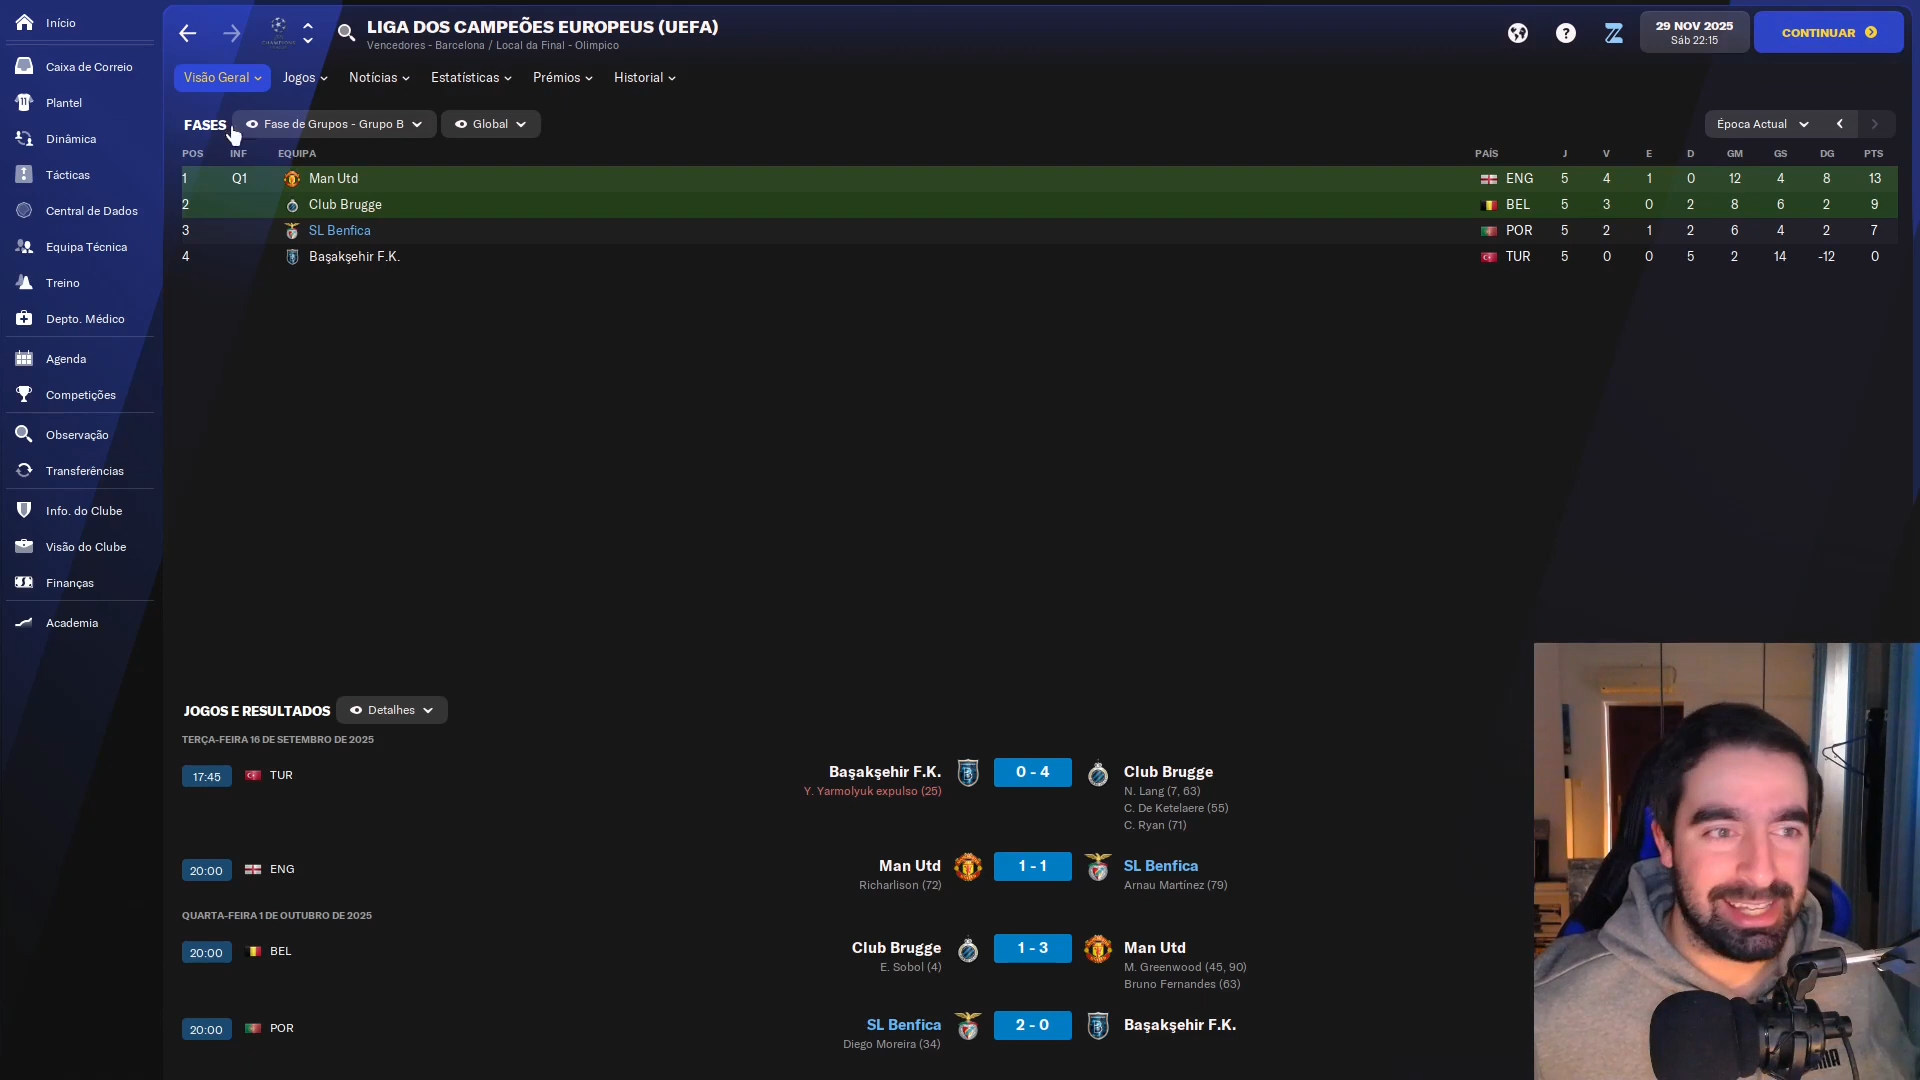 Início
Caixa de Correio
Plantel
Dinâmica
Tácticas
Central de Dados
Equipa Técnica
Treino
Depto. Médico
Agenda
Competições
Observação
Transferências
Info. do Clube
Visão do Clube
Finanças
Academia
LIGA DOS CAMPEÕES EUROPEUS (UEFA)
Vencedores - Barcelona / Local da Final - Olímpico
29 NOV 2025
Sáb 22:15
CONTINUAR
Visão Geral Jogos Notícias Estatísticas Prémios Historial
FASES Fase de Grupos - Grupo B Global Época Actual
POS INF EQUIPA PAÍS J V E D GM GS DG PTS
1 Q1 Man Utd ENG 5 4 1 0 12 4 8 13
2 Club Brugge BEL 5 3 0 2 8 6 2 9
3 SL Benfica POR 5 2 1 2 6 4 2 7
4 Başakşehir F.K. TUR 5 0 0 5 2 14 -12 0
JOGOS E RESULTADOS Detalhes
TERÇA-FEIRA 16 DE SETEMBRO DE 2025
17:45 TUR Başakşehir F.K. 0 - 4 Club Brugge
Y. Yarmolyuk expulso (25) N. Lang (7, 63)
C. De Ketelaere (55)
C. Ryan (71)
20:00 ENG Man Utd 1 - 1 SL Benfica
Richarlison (72) Arnau Martínez (79)
QUARTA-FEIRA 1 DE OUTUBRO DE 2025
20:00 BEL Club Brugge 1 - 3 Man Utd
E. Sobol (4) M. Greenwood (45, 90)
Bruno Fernandes (63)
20:00 POR SL Benfica 2 - 0 Başakşehir F.K.
Diego Moreira (34)